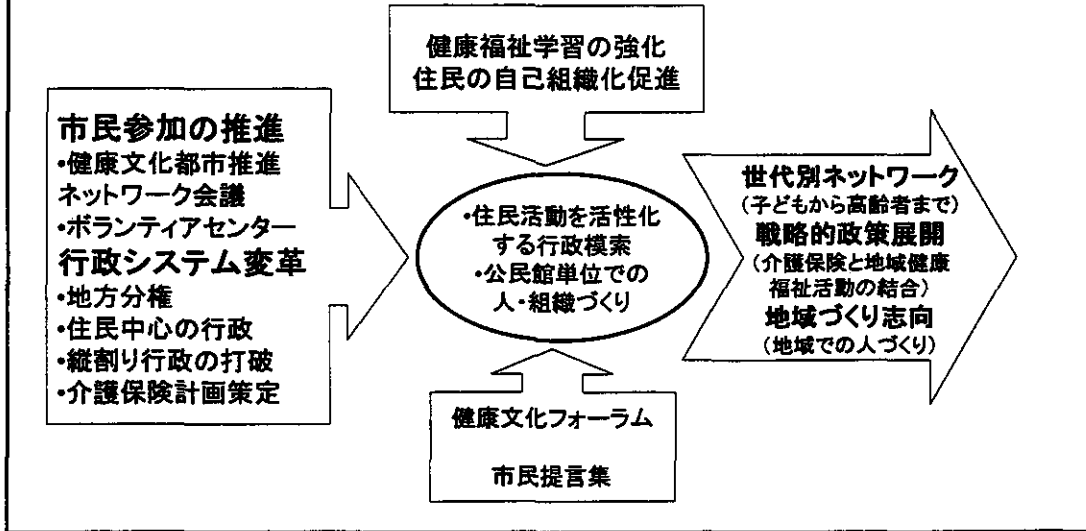 健康福祉学習の強化
住民の自己組織化促進
市民参加の推進
・健康文化都市推進
ネットワーク会議
・ボランティアセンター
行政システム変革
・地方分権
・住民中心の行政
・縦割り行政の打破
・介護保険計画策定
・住民活動を活性化
する行政模索
・公民館単位での
人・組織づくり
健康文化フォーラム
市民提言集
世代別ネットワーク
(子どもから高齢者まで)
戦略的政策展開
(介護保険と地域健康
福祉活動の結合)
地域づくり志向
(地域での人づくり)